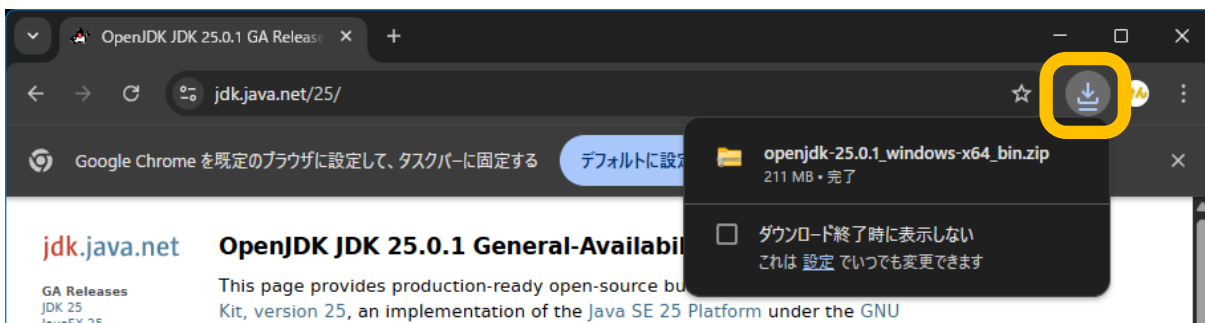 OpenJDK JDK 25.0.1 GA Release
jdk.java.net/25/
Google Chrome を既定のブラウザに設定して、タスクバーに固定する
デフォルトに設定
openjdk-25.0.1_windows-x64_bin.zip
211 MB • 完了
ダウンロード終了時に表示しない
これは 設定 でいつでも変更できます
jdk.java.net
OpenJDK JDK 25.0.1 General-Availabil
GA Releases
JDK 25
JavaFX 25
This page provides production-ready open-source bu
Kit, version 25, an implementation of the Java SE 25 Platform under the GNU